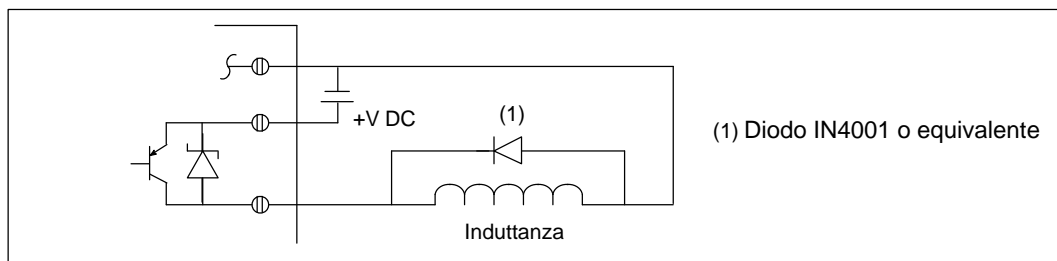 +V DC
(1)
(1) Diodo IN4001 o equivalente
Induttanza